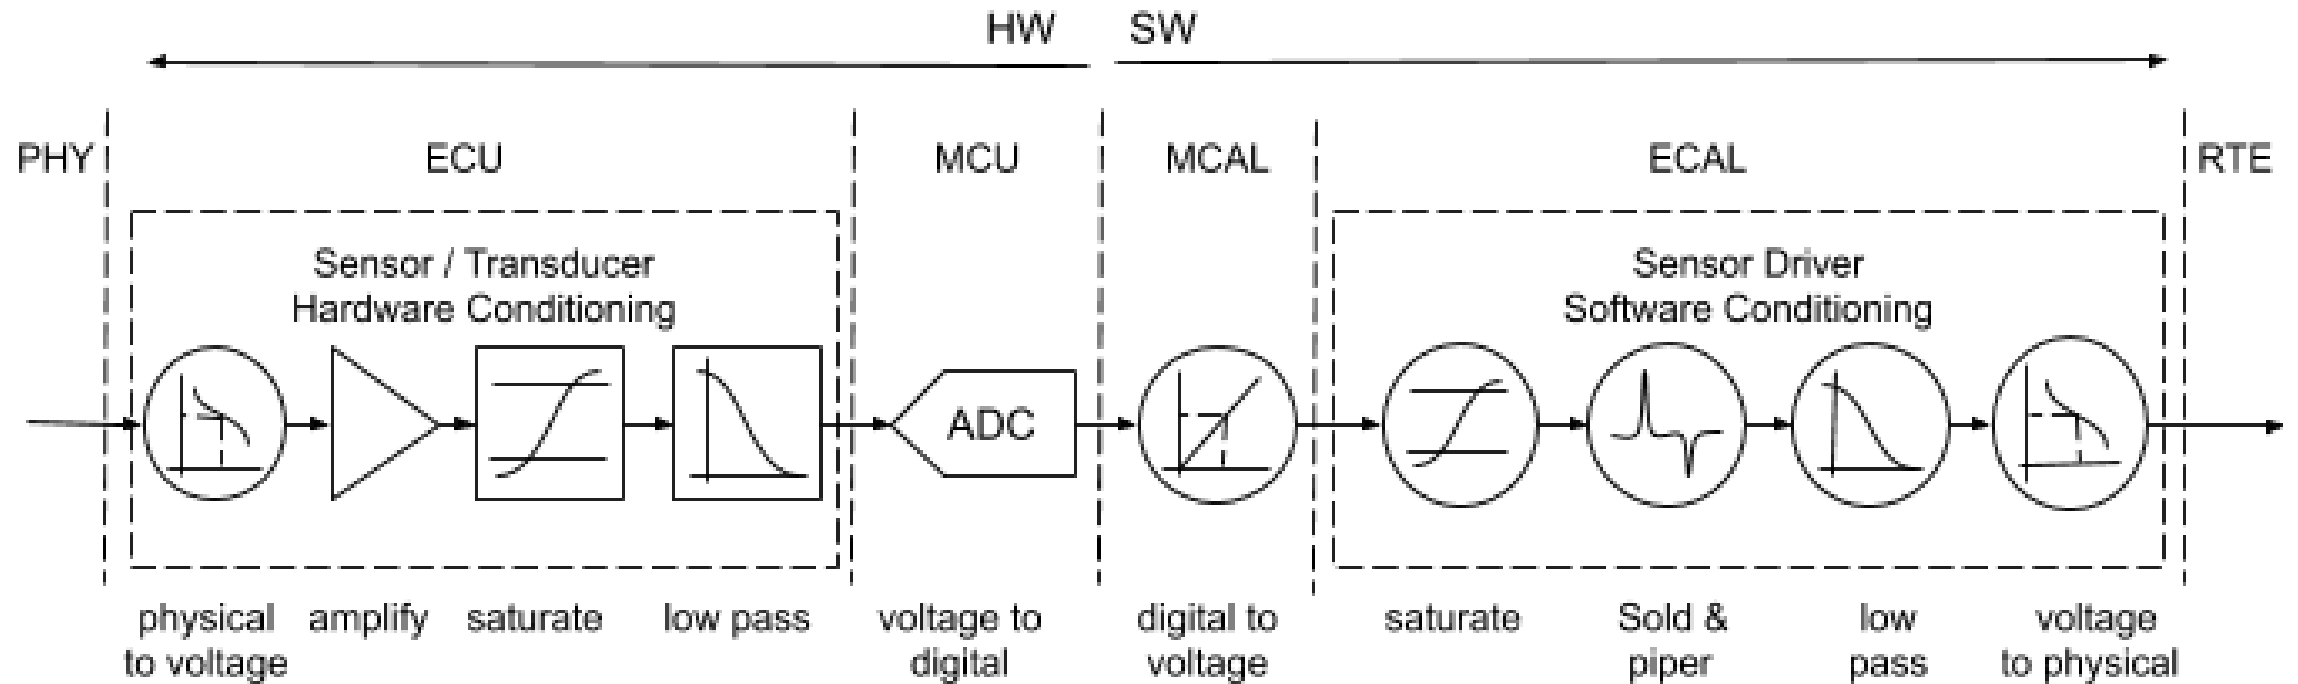 HW SW
PHY ECU MCU MCAL ECAL RTE
Sensor / Transducer
Hardware Conditioning
Sensor Driver
Software Conditioning
ADC
physical
to voltage
amplify
saturate
low pass
voltage to
digital
digital to
voltage
saturate
Sold &
piper
low
pass
voltage
to physical